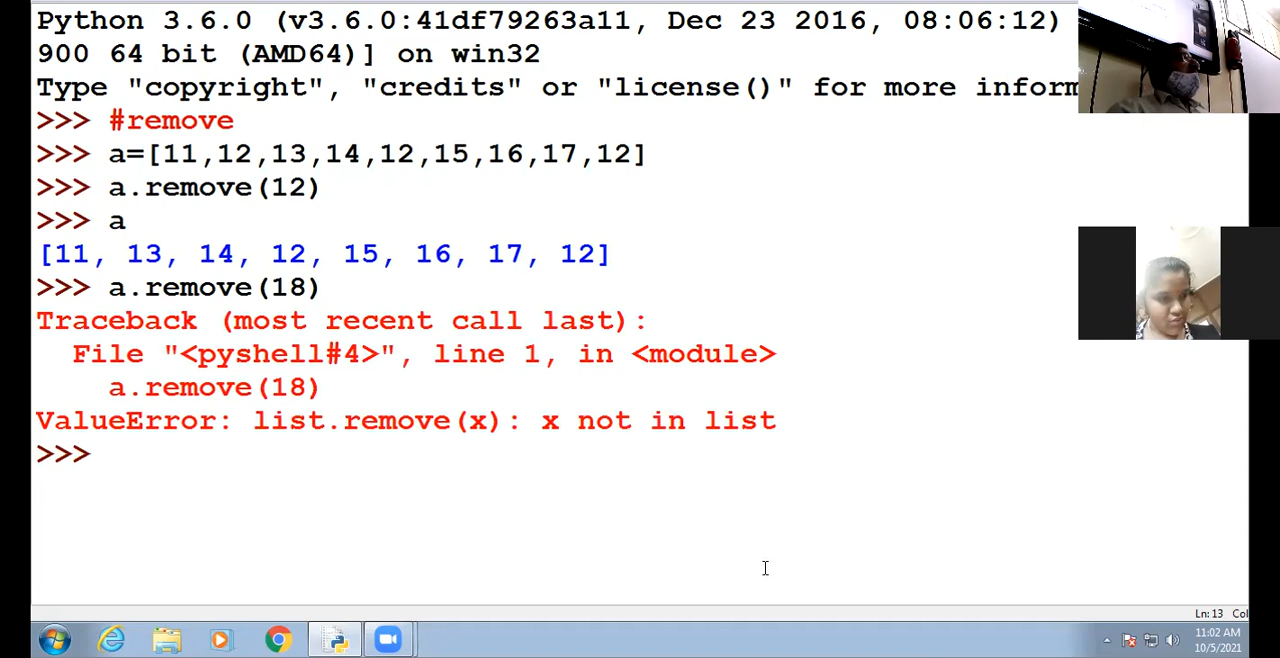 Python 3.6.0 (v3.6.0:41df79263a11, Dec 23 2016, 08:06:12)
900 64 bit (AMD64)] on win32
Type "copyright", "credits" or "license()" for more inform
>>> #remove
>>> a=[11,12,13,14,12,15,16,17,12]
>>> a.remove(12)
>>> a
[11, 13, 14, 12, 15, 16, 17, 12]
>>> a.remove(18)
Traceback (most recent call last):
  File "<pyshell#4>", line 1, in <module>
    a.remove(18)
ValueError: list.remove(x): x not in list
>>>
Ln:13 Col
11:02 AM
10/5/2021